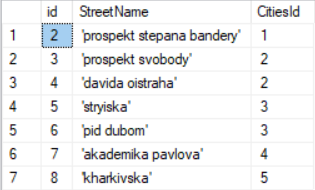 id StreetName CitiesId
1 2 'prospekt stepana bandery' 1
2 3 'prospekt svobody' 2
3 4 'davida oistraha' 2
4 5 'stryiska' 3
5 6 'pid dubom' 3
6 7 'akademika pavlova' 4
7 8 'kharkivska' 5